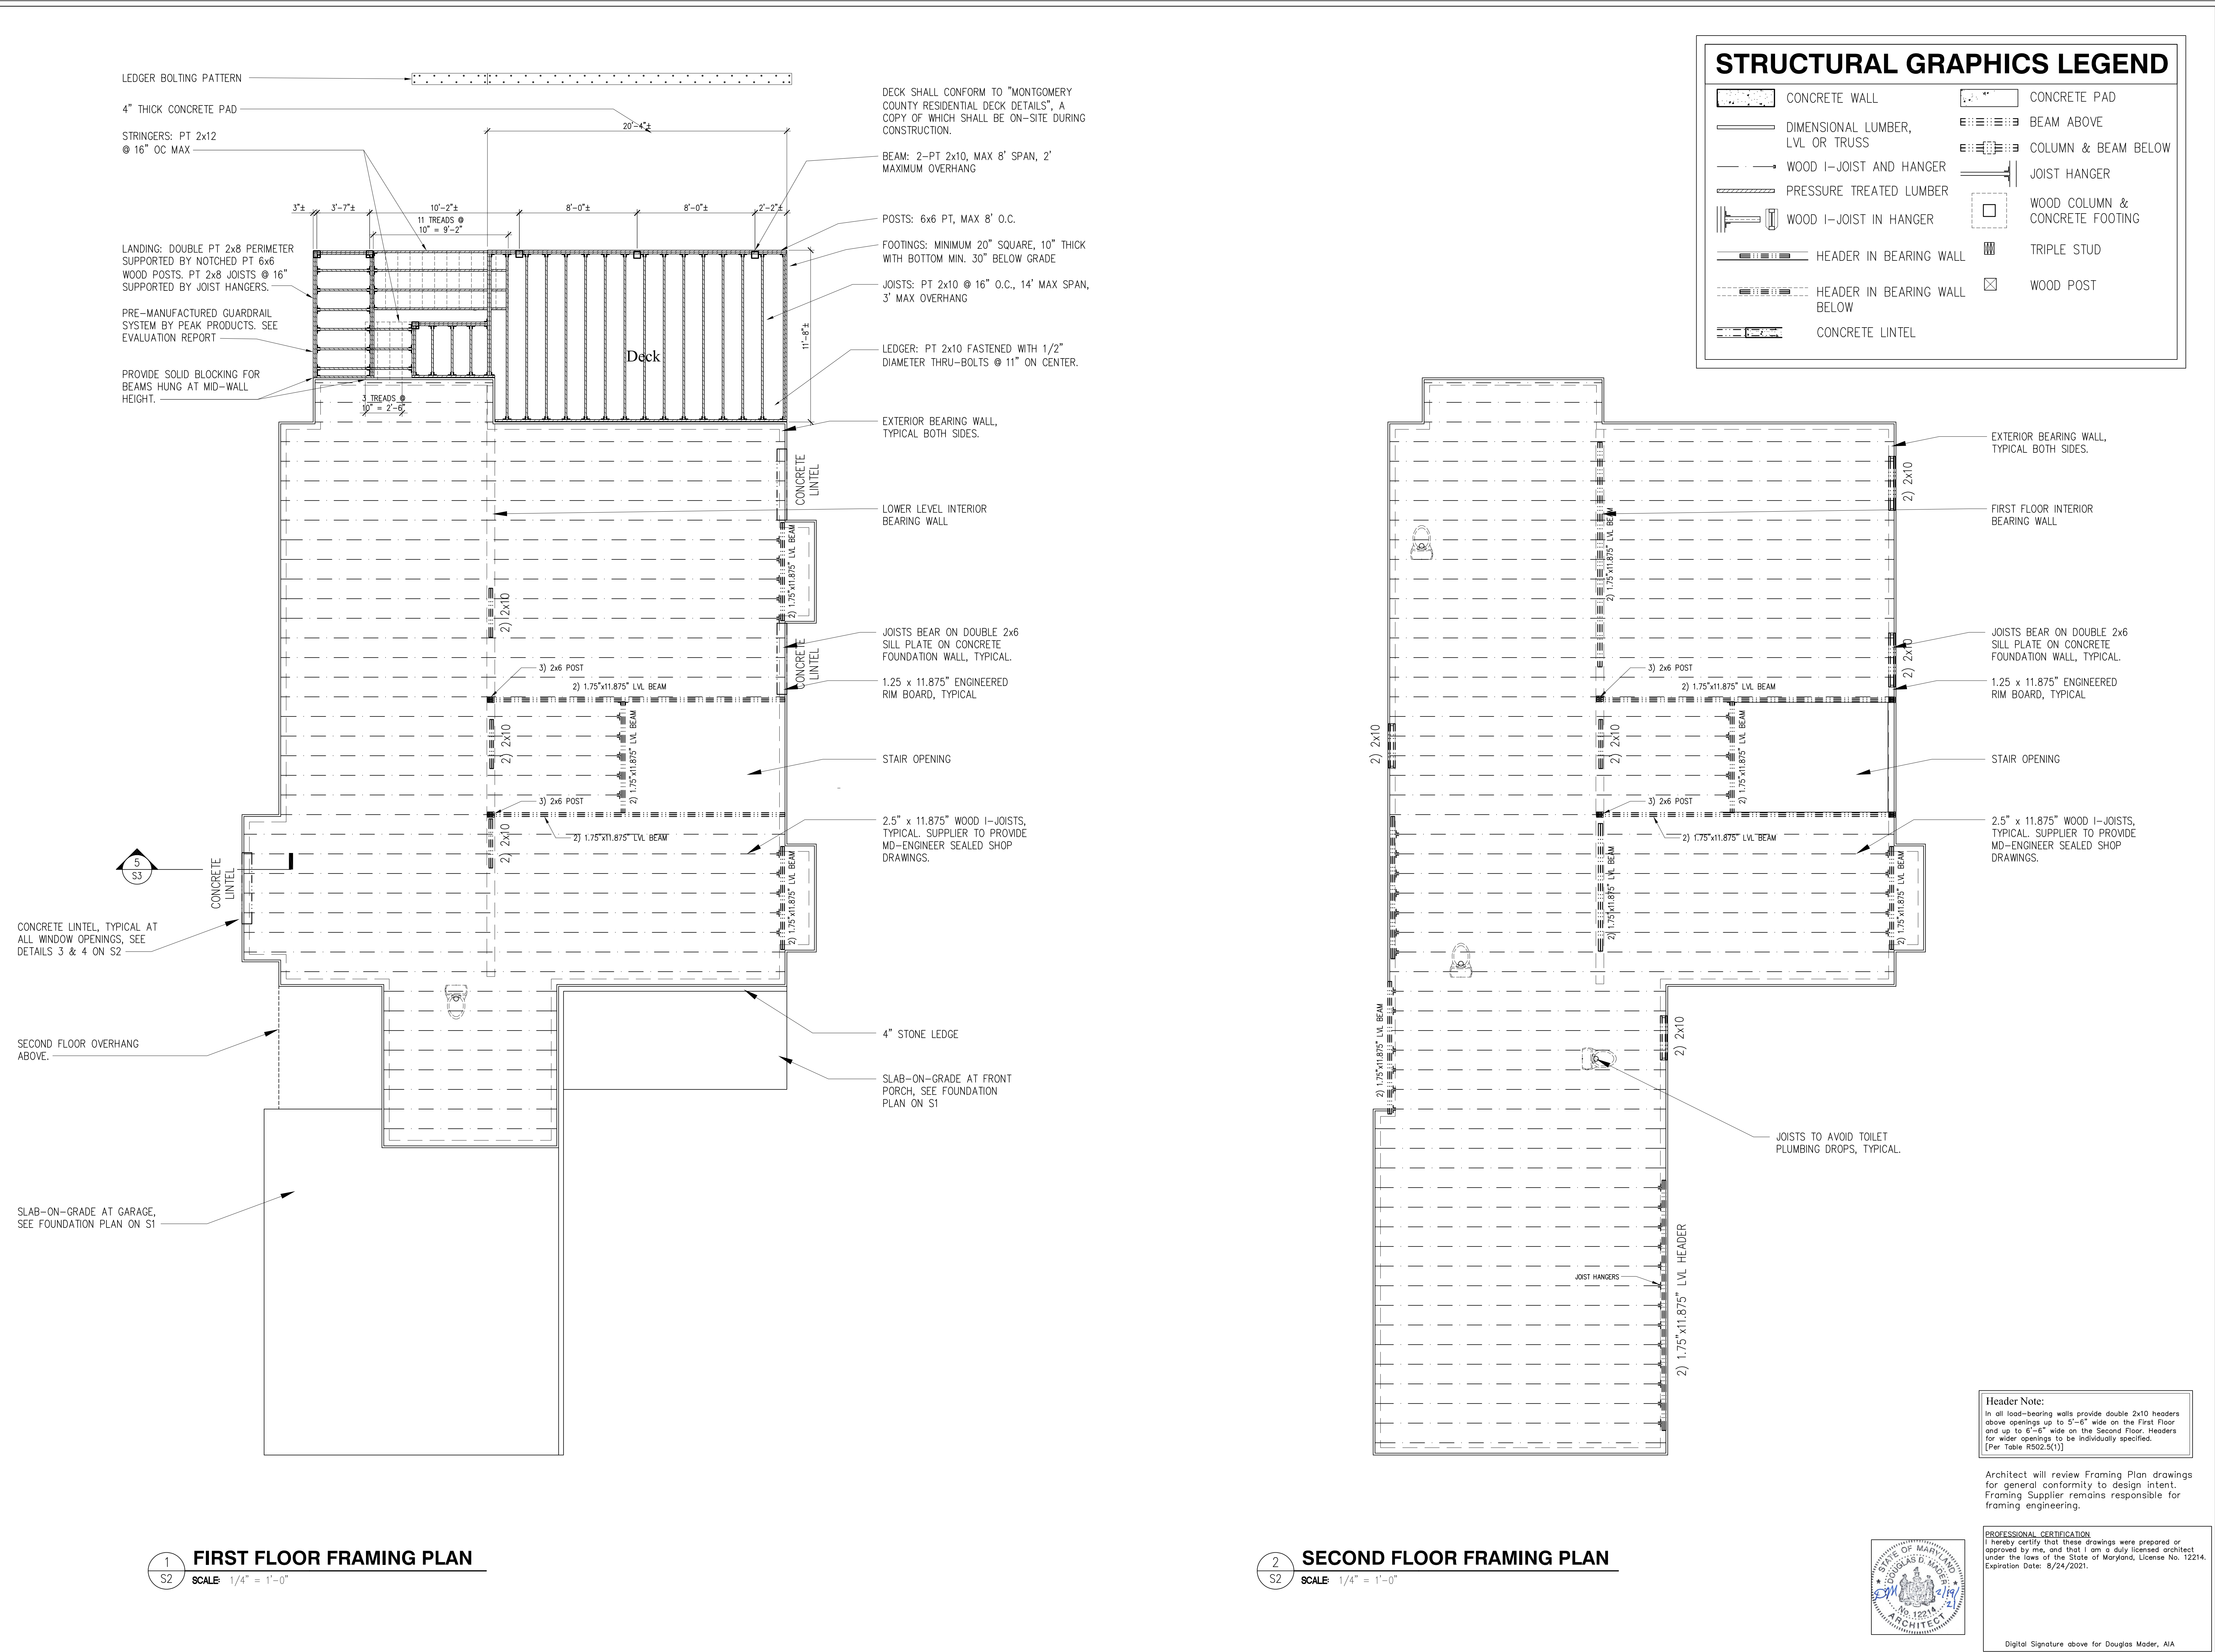 LEDGER BOLTING PATTERN
4" THICK CONCRETE PAD
STRINGERS: PT 2x12
@ 16" OC MAX
20'-4"±
3"±
3'-7"±
10'-2"±
8'-0"±
8'-0"±
2'-2"±
11 TREADS @
10" = 9'-2"
LANDING: DOUBLE PT 2x8 PERIMETER
SUPPORTED BY NOTCHED PT 6x6
WOOD POSTS. PT 2x8 JOISTS @ 16"
SUPPORTED BY JOIST HANGERS.
PRE-MANUFACTURED GUARDRAIL
SYSTEM BY PEAK PRODUCTS. SEE
EVALUATION REPORT
PROVIDE SOLID BLOCKING FOR
BEAMS HUNG AT MID-WALL
HEIGHT.
3 TREADS @
10" = 2'-6"
Deck
11'-8"±
DECK SHALL CONFORM TO "MONTGOMERY
COUNTY RESIDENTIAL DECK DETAILS", A
COPY OF WHICH SHALL BE ON-SITE DURING
CONSTRUCTION.
BEAM: 2-PT 2x10, MAX 8' SPAN, 2'
MAXIMUM OVERHANG
POSTS: 6x6 PT, MAX 8' O.C.
FOOTINGS: MINIMUM 20" SQUARE, 10" THICK
WITH BOTTOM MIN. 30" BELOW GRADE
JOISTS: PT 2x10 @ 16" O.C., 14' MAX SPAN,
3' MAX OVERHANG
LEDGER: PT 2x10 FASTENED WITH 1/2"
DIAMETER THRU-BOLTS @ 11" ON CENTER.
EXTERIOR BEARING WALL,
TYPICAL BOTH SIDES.
CONCRETE
LINTEL
LOWER LEVEL INTERIOR
BEARING WALL
2) 1.75"x11.875" LVL BEAM
2) 2x10
CONCRETE
LINTEL
JOISTS BEAR ON DOUBLE 2x6
SILL PLATE ON CONCRETE
FOUNDATION WALL, TYPICAL.
3) 2x6 POST
2) 1.75"x11.875" LVL BEAM
1.25 x 11.875" ENGINEERED
RIM BOARD, TYPICAL
2) 2x10
2) 1.75"x11.875" LVL BEAM
STAIR OPENING
3) 2x6 POST
2) 1.75"x11.875" LVL BEAM
2) 2x10
2.5" x 11.875" WOOD I-JOISTS,
TYPICAL. SUPPLIER TO PROVIDE
MD-ENGINEER SEALED SHOP
DRAWINGS.
2) 1.75"x11.875" LVL BEAM
5
S3
CONCRETE
LINTEL
CONCRETE LINTEL, TYPICAL AT
ALL WINDOW OPENINGS, SEE
DETAILS 3 & 4 ON S2
SECOND FLOOR OVERHANG
ABOVE.
4" STONE LEDGE
SLAB-ON-GRADE AT FRONT
PORCH, SEE FOUNDATION
PLAN ON S1
SLAB-ON-GRADE AT GARAGE,
SEE FOUNDATION PLAN ON S1
1
S2
FIRST FLOOR FRAMING PLAN
SCALE: 1/4" = 1'-0"
STRUCTURAL GRAPHICS LEGEND
CONCRETE WALL
DIMENSIONAL LUMBER,
LVL OR TRUSS
WOOD I-JOIST AND HANGER
PRESSURE TREATED LUMBER
WOOD I-JOIST IN HANGER
HEADER IN BEARING WALL
HEADER IN BEARING WALL
BELOW
CONCRETE LINTEL
CONCRETE PAD
BEAM ABOVE
COLUMN & BEAM BELOW
JOIST HANGER
WOOD COLUMN &
CONCRETE FOOTING
TRIPLE STUD
WOOD POST
EXTERIOR BEARING WALL,
TYPICAL BOTH SIDES.
2) 2x10
FIRST FLOOR INTERIOR
BEARING WALL
2) 1.75"x11.875" LVL BEAM
JOISTS BEAR ON DOUBLE 2x6
SILL PLATE ON CONCRETE
FOUNDATION WALL, TYPICAL.
2) 2x10
3) 2x6 POST
2) 1.75"x11.875" LVL BEAM
1.25 x 11.875" ENGINEERED
RIM BOARD, TYPICAL
2) 2x10
2) 2x10
2) 1.75"x11.875" LVL BEAM
STAIR OPENING
3) 2x6 POST
2) 1.75"x11.875" LVL BEAM
2.5" x 11.875" WOOD I-JOISTS,
TYPICAL. SUPPLIER TO PROVIDE
MD-ENGINEER SEALED SHOP
DRAWINGS.
2) 1.75"x11.875" LVL BEAM
2) 1.75"x11.875" LVL BEAM
2) 1.75"x11.875" LVL BEAM
2) 2x10
JOISTS TO AVOID TOILET
PLUMBING DROPS, TYPICAL.
JOIST HANGERS
2) 1.75"x11.875" LVL HEADER
2
S2
SECOND FLOOR FRAMING PLAN
SCALE: 1/4" = 1'-0"
Header Note:
In all load-bearing walls provide double 2x10 headers
above openings up to 5'-6" wide on the First Floor
and up to 6'-6" wide on the Second Floor. Headers
for wider openings to be individually specified.
[Per Table R502.5(1)]
Architect will review Framing Plan drawings
for general conformity to design intent.
Framing Supplier remains responsible for
framing engineering.
PROFESSIONAL CERTIFICATION
I hereby certify that these drawings were prepared or
approved by me, and that I am a duly licensed architect
under the laws of the State of Maryland, License No. 12214.
Expiration Date: 8/24/2021.
Digital Signature above for Douglas Mader, AIA
STATE OF MARYLAND
DOUGLAS D. MADER
No. 12214
ARCHITECT
DM 2/19/21